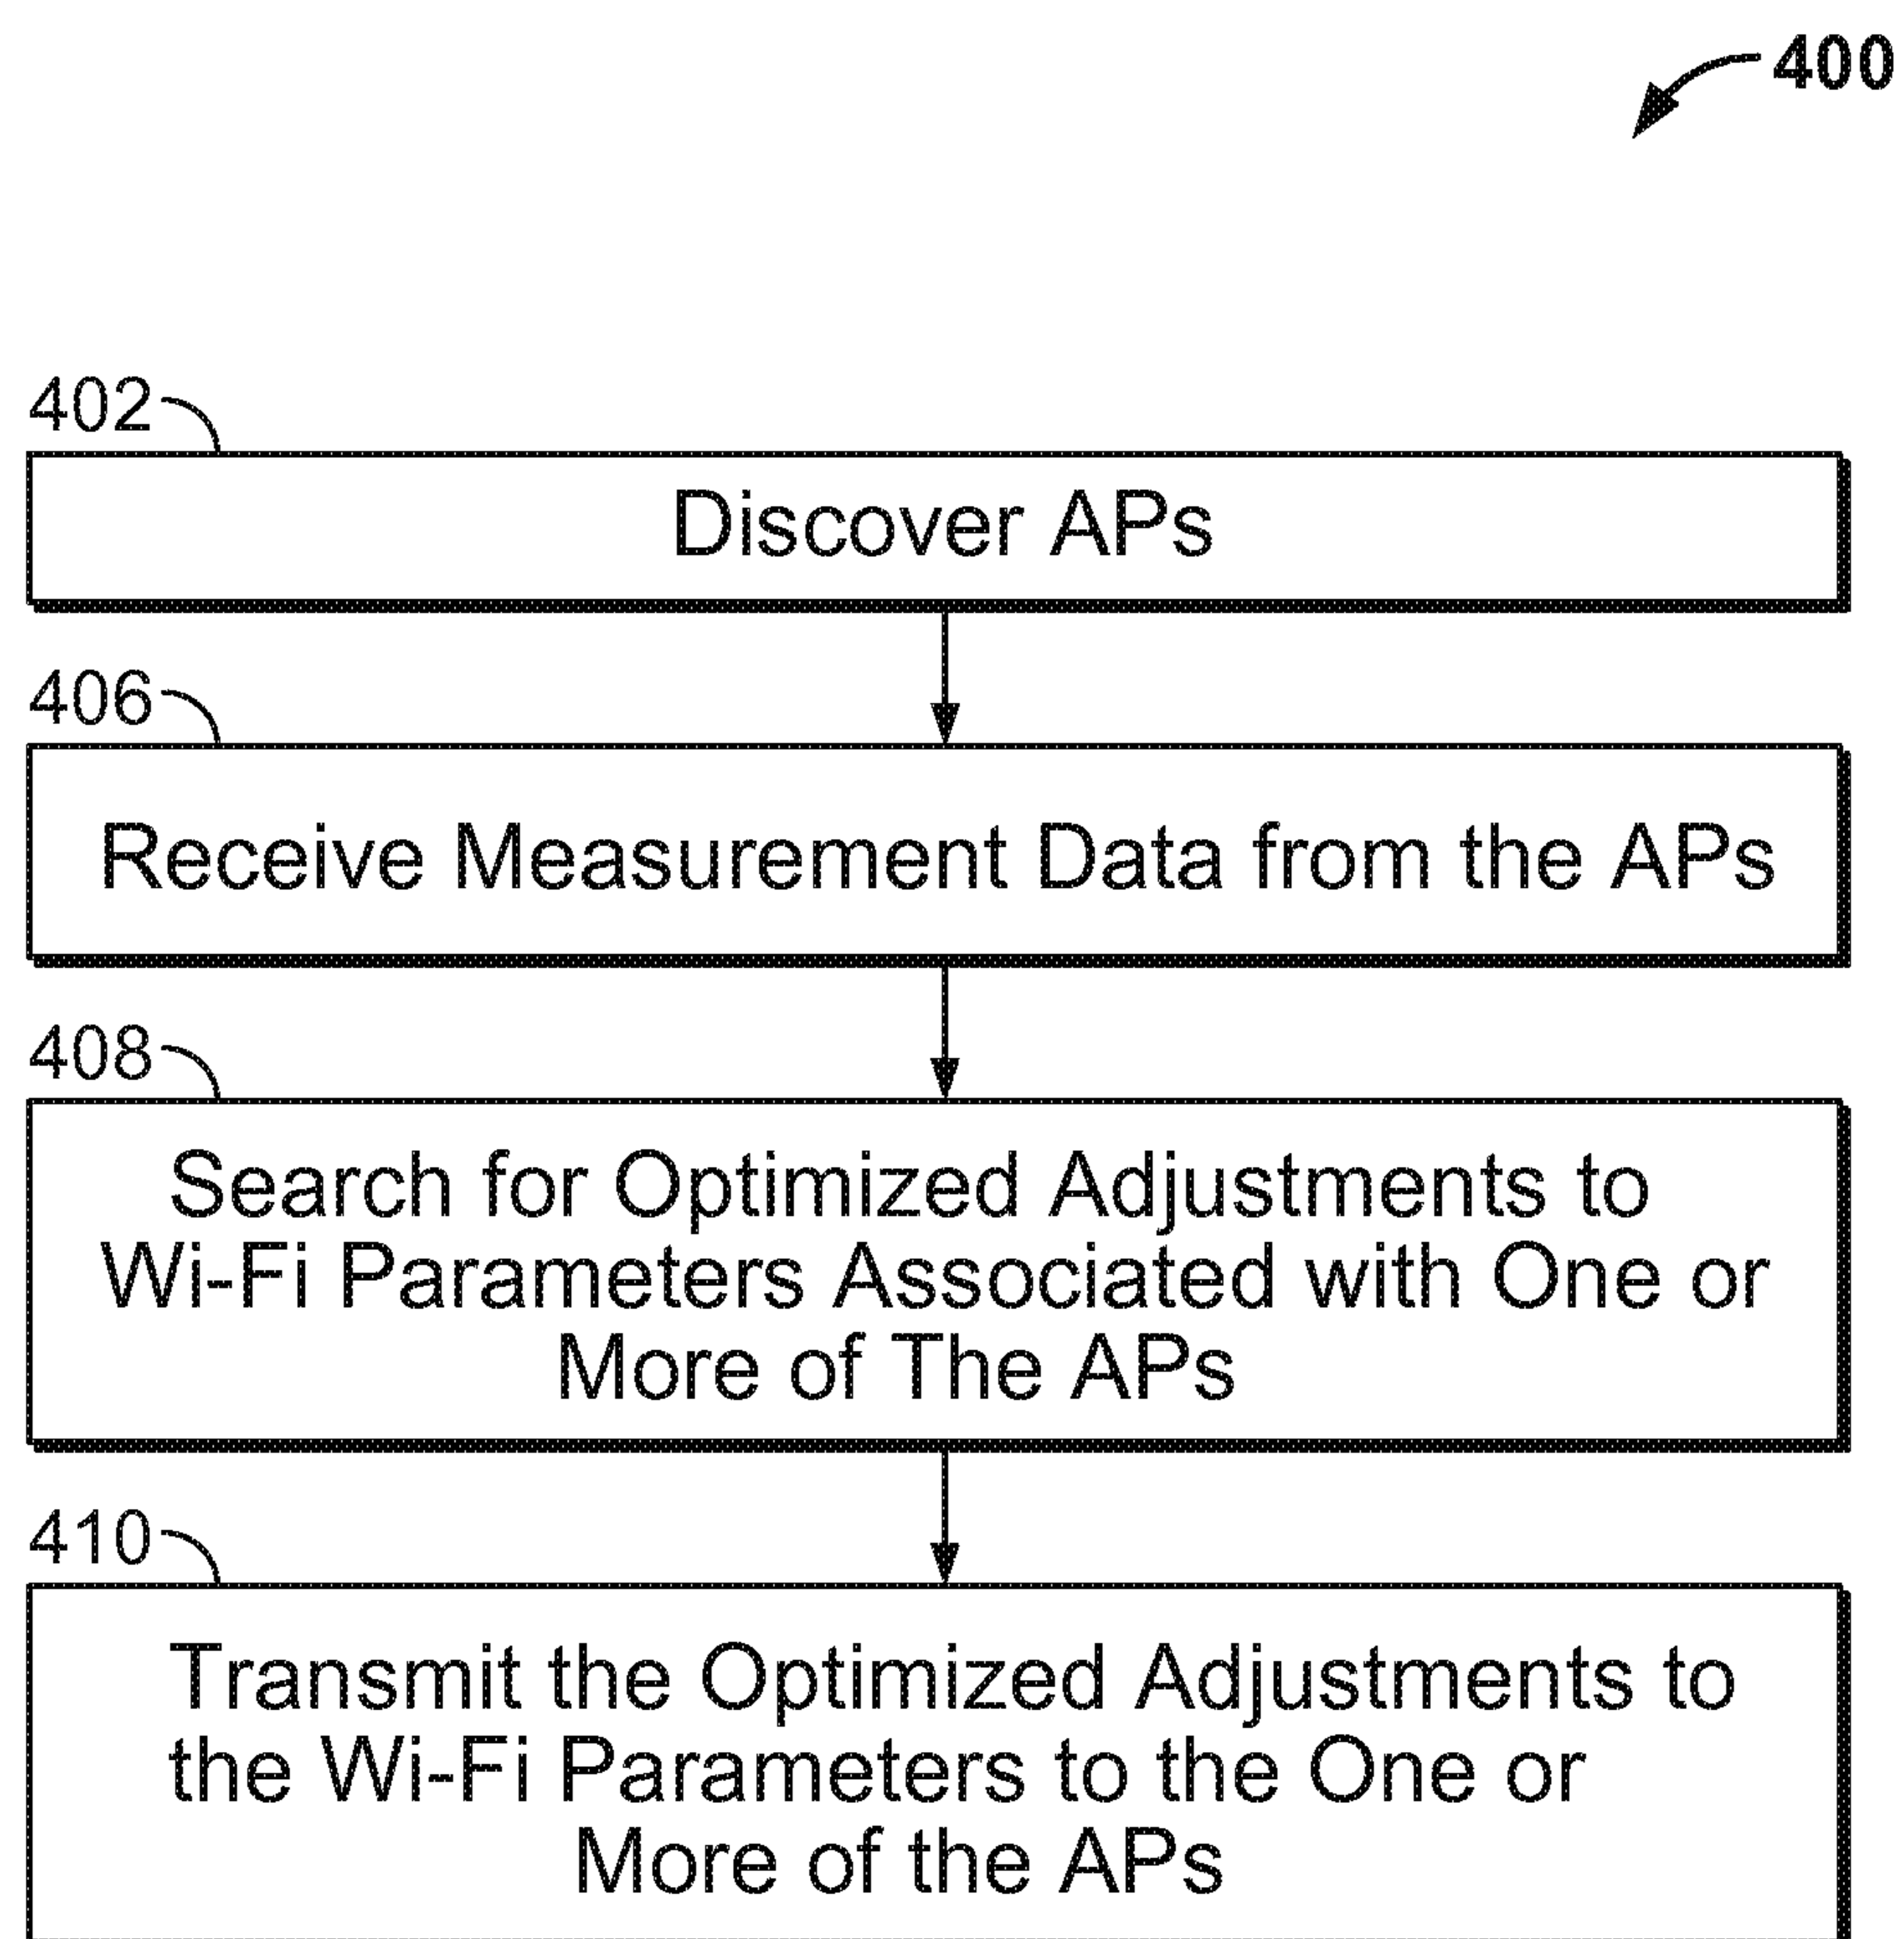 400
402
Discover APs
406
Receive Measurement Data from the APs
408
Search for Optimized Adjustments to
Wi-Fi Parameters Associated with One or
More of The APs
410
Transmit the Optimized Adjustments to
the Wi-Fi Parameters to the One or
More of the APs